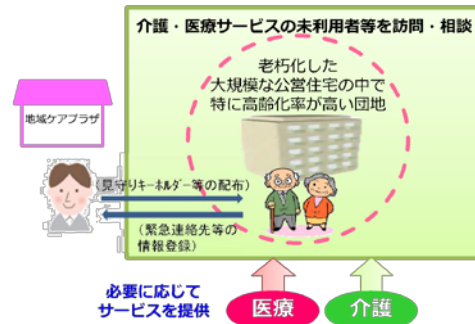 介護・医療サービスの未利用者等を訪問・相談
老朽化した
大規模な公営住宅の中で
特に高齢化率が高い団地
地域ケアプラザ
（見守りキーホルダー等の配布）
（緊急連絡先等の
情報登録）
必要に応じて
サービスを提供
医療
介護